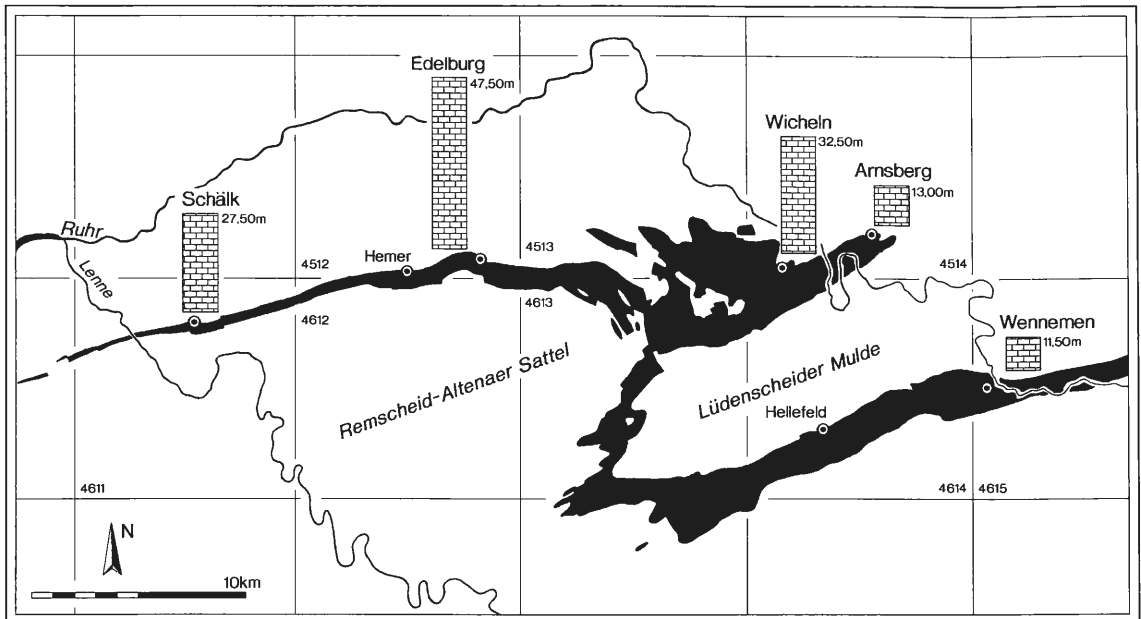 Edelburg
47,50m
Wicheln
32,50m
Arnsberg
13,00m
Schälk
27,50m
Ruhr
Lenne
Hemer
4513
4512
4514
4613
4612
Wennemen
11,50m
Remscheid-Altenaer Sattel
Lüdenscheider Mulde
Hellefeld
4611
4614
4615
N
10km